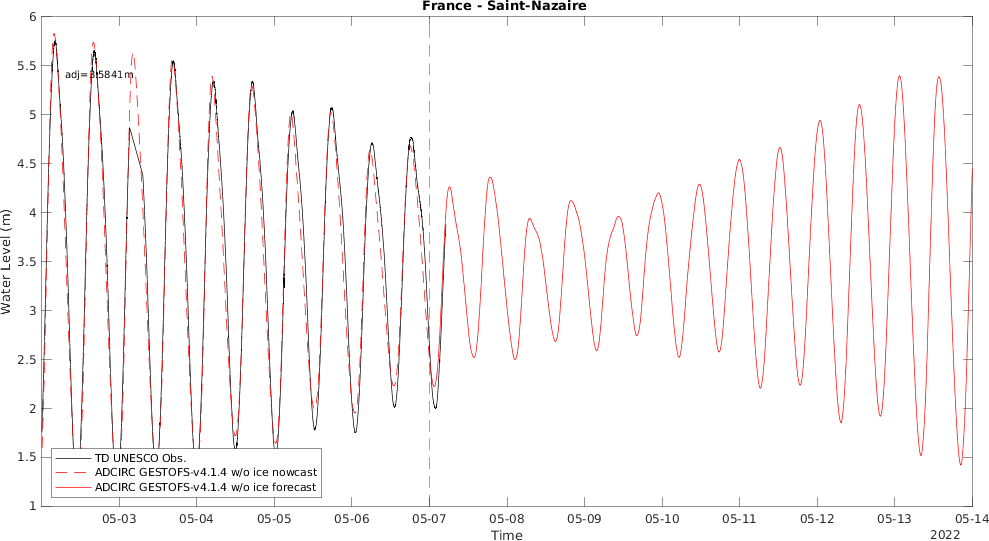 France - Saint-Nazaire
6
5.5
5
4.5
4
3.5
3
2.5
2
1.5
1
Water Level (m)
adj=3.5841m
TD UNESCO Obs.
ADCIRC GESTOFS-v4.1.4 w/o ice nowcast
ADCIRC GESTOFS-v4.1.4 w/o ice forecast
05-03 05-04 05-05 05-06 05-07 05-08 05-09 05-10 05-11 05-12 05-13 05-14
Time
2022